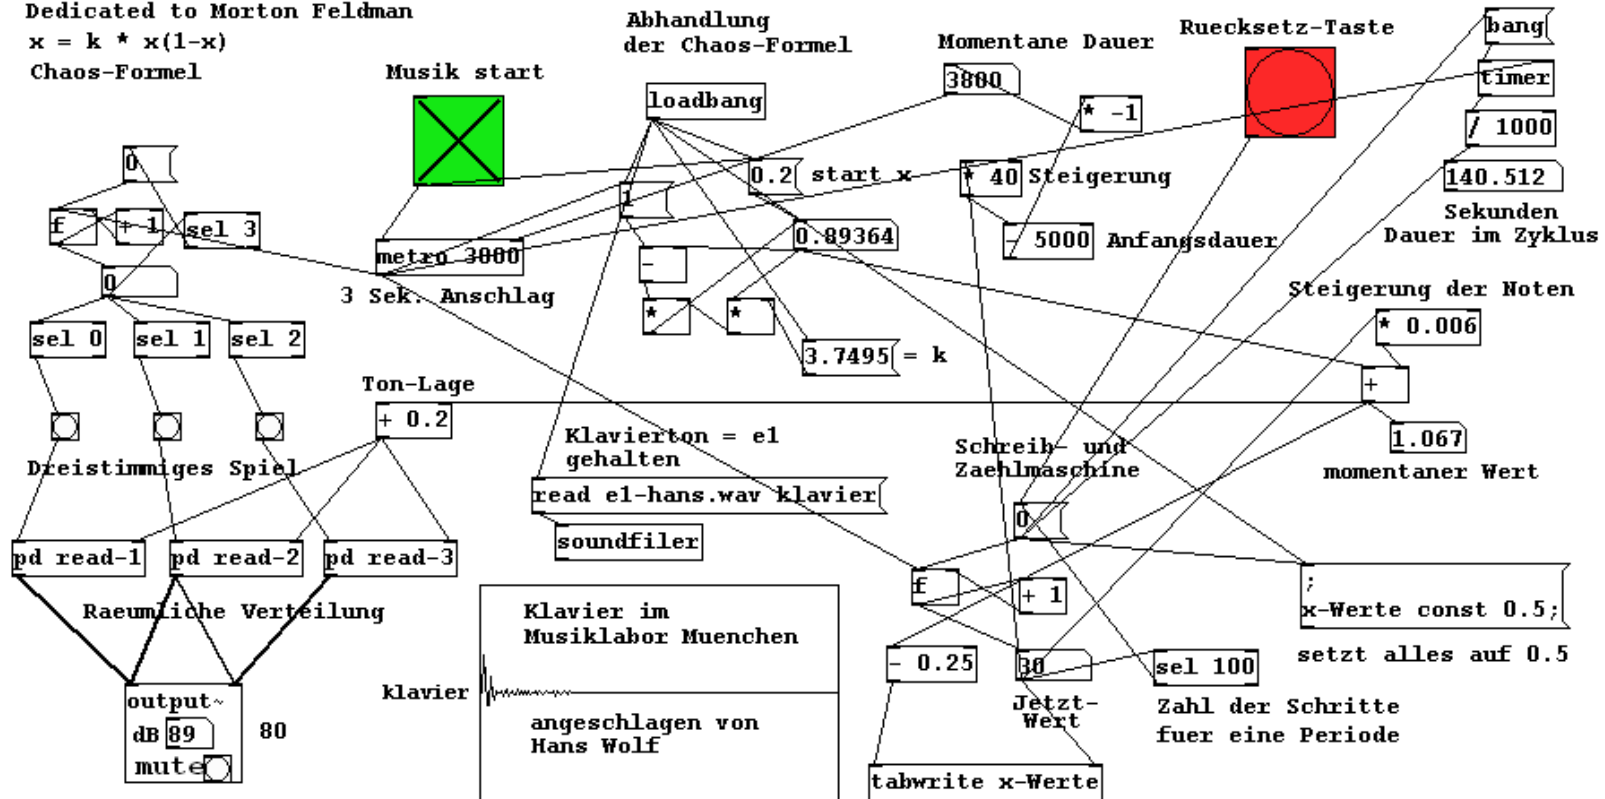 Dedicated to Morton Feldman
x = k * x(1-x)
Chaos-Formel
Musik start
Abhandlung
der Chaos-Formel
Momentane Dauer
Ruecksetz-Taste
bang
timer
/ 1000
140.512
Sekunden
Dauer im Zyklus
loadbang
3800
* -1
0
f
+ 1
sel 3
0
metro 3000
3 Sek. Anschlag
1
0.2
start x
0.89364
* 40
Steigerung
- 5000
Anfangsdauer
-
*
*
3.7495
= k
Steigerung der Noten
* 0.006
+
1.067
momentaner Wert
sel 0
sel 1
sel 2
Ton-Lage
+ 0.2
Dreistimmiges Spiel
Klavierton = e1
gehalten
read e1-hans.wav klavier
soundfiler
Schreib- und
Zaehlmaschine
0
pd read-1
pd read-2
pd read-3
Raeumliche Verteilung
f
+ 1
;
x-Werte const 0.5;
setzt alles auf 0.5
- 0.25
30
sel 100
Jetzt-
Wert
Zahl der Schritte
fuer eine Periode
tabwrite x-Werte
output~
dB 89
mute
80
klavier
Klavier im
Musiklabor Muenchen
angeschlagen von
Hans Wolf